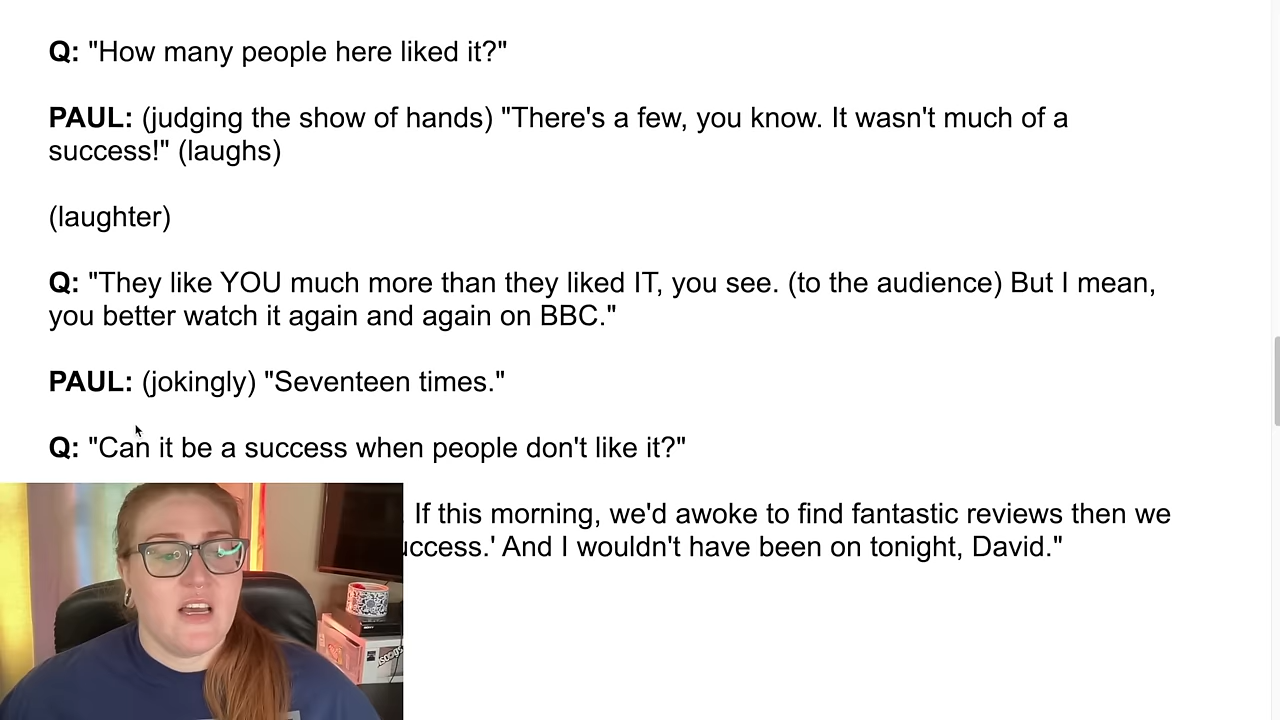 Q: "How many people here liked it?"
PAUL: (judging the show of hands) "There's a few, you know. It wasn't much of a
success!" (laughs)
(laughter)
Q: "They like YOU much more than they liked IT, you see. (to the audience) But I mean,
you better watch it again and again on BBC."
PAUL: (jokingly) "Seventeen times."
Q: "Can it be a success when people don't like it?"
If this morning, we'd awoke to find fantastic reviews then we
uccess.' And I wouldn't have been on tonight, David."